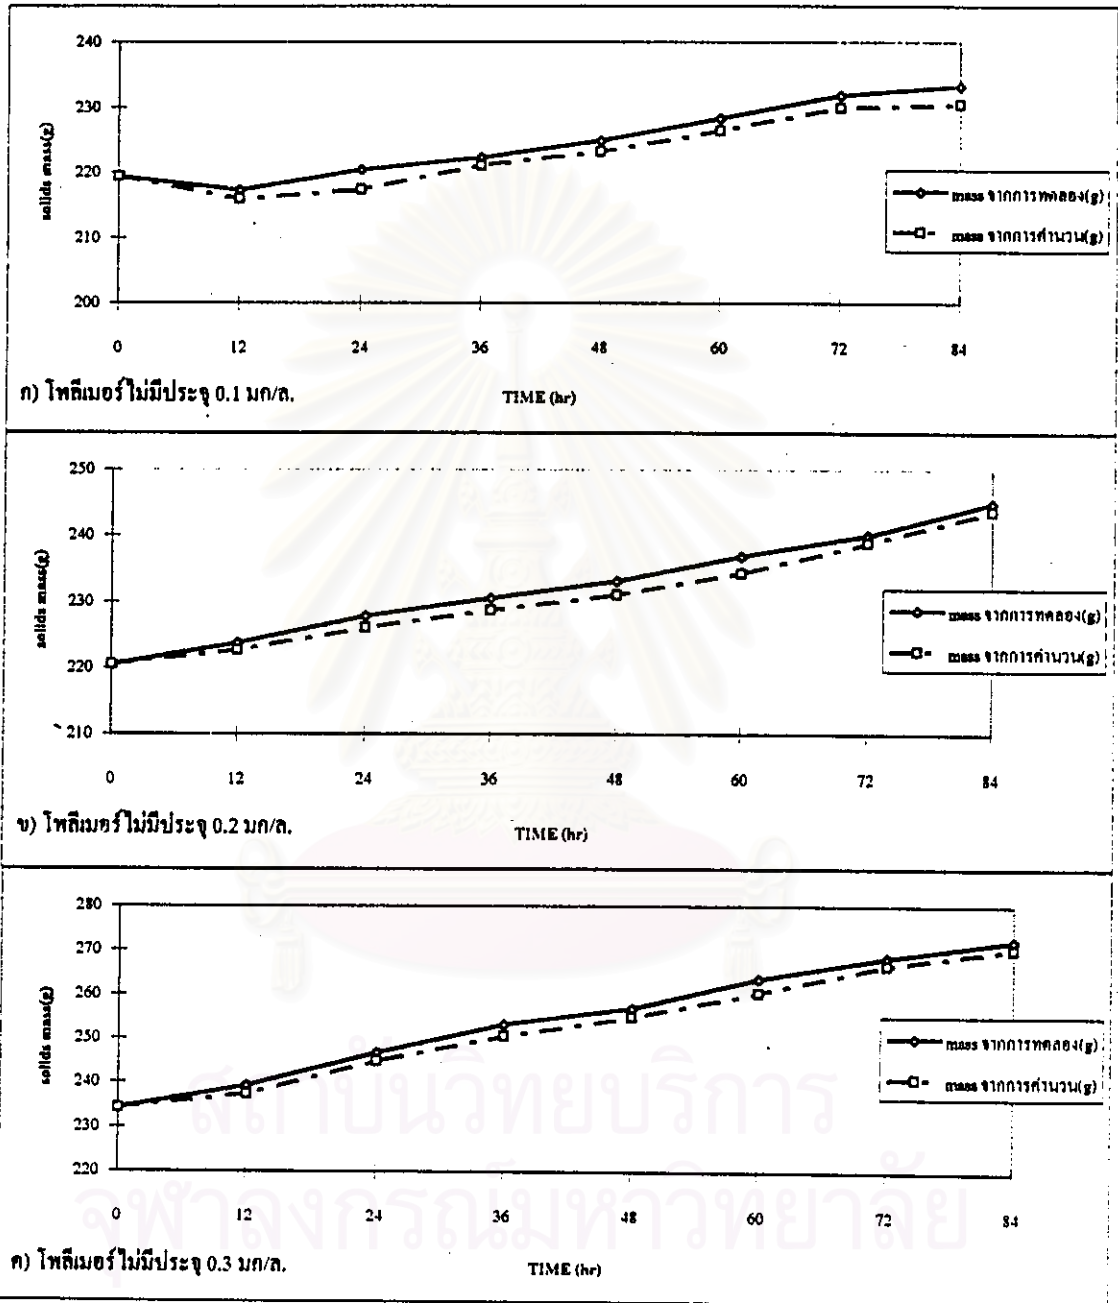 240
230
220
210
200
solids mass(g)
0 12 24 36 48 60 72 84
TIME (hr)
mass จากการทดลอง(g)
mass จากการคำนวน(g)
ก) โพลีเมอร์ไม่มีประจุ 0.1 มก/ล.
250
240
230
220
210
solids mass(g)
0 12 24 36 48 60 72 84
TIME (hr)
mass จากการทดลอง(g)
mass จากการคำนวน(g)
ข) โพลีเมอร์ไม่มีประจุ 0.2 มก/ล.
280
270
260
250
240
230
220
solids mass(g)
0 12 24 36 48 60 72 84
TIME (hr)
mass จากการทดลอง(g)
mass จากการคำนวน(g)
ค) โพลีเมอร์ไม่มีประจุ 0.3 มก/ล.
สถาบันวิทยบริการ
จุฬาลงกรณ์มหาวิทยาลัย